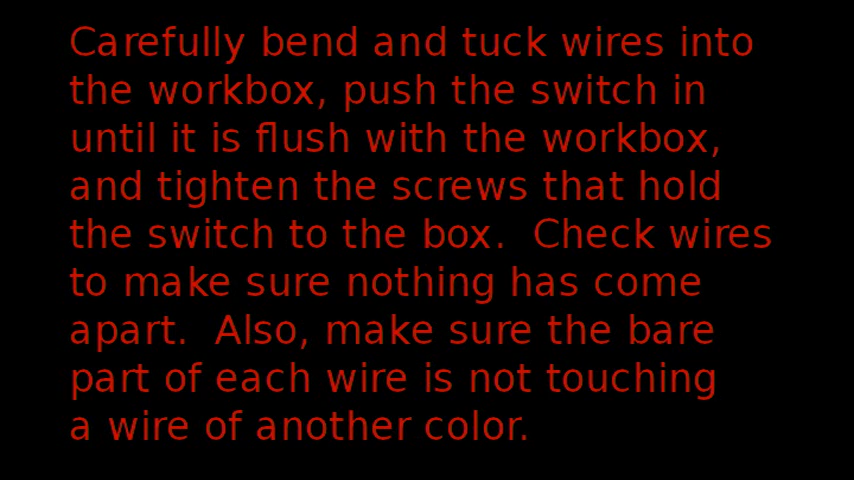 Carefully bend and tuck wires into
the workbox, push the switch in
until it is flush with the workbox,
and tighten the screws that hold
the switch to the box.  Check wires
to make sure nothing has come
apart.  Also, make sure the bare
part of each wire is not touching
a wire of another color.